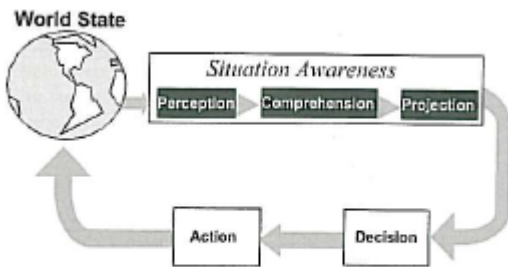 World State
Situation Awareness
Perception
Comprehension
Projection
Action
Decision